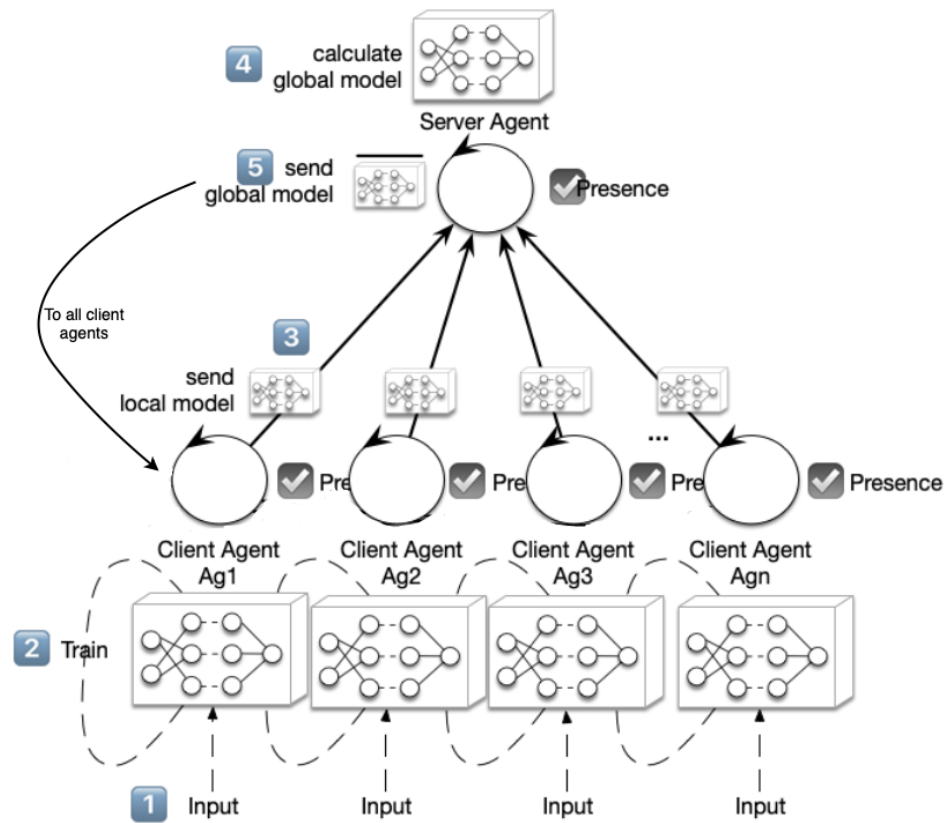 4
calculate
global model
Server Agent
5 send
global model
Presence
To all client
agents
3
send
local model
...
Pre
Pre
Pre
Presence
Client Agent
Ag1
Client Agent
Ag2
Client Agent
Ag3
Client Agent
Agn
2 Train
1 Input
Input
Input
Input